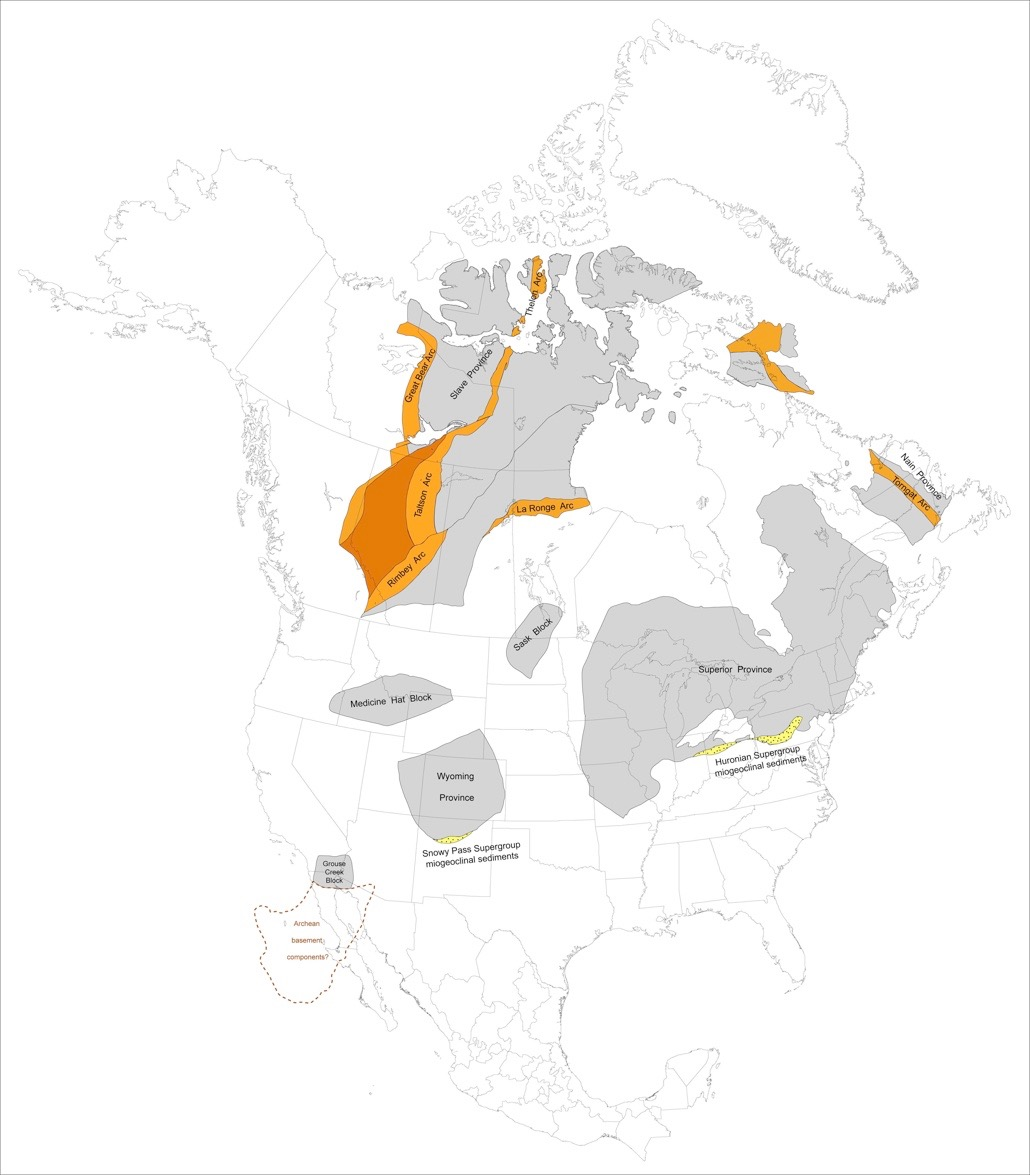 Thelon Arc
Great Bear Arc
Slave Province
Taltson Arc
La Ronge Arc
Rimbey Arc
Nain Province
Torngat Arc
Sask Block
Superior Province
Medicine Hat Block
Huronian Supergroup
miogeoclinal sediments
Wyoming
Province
Snowy Pass Supergroup
miogeoclinal sediments
Grouse
Creek
Block
Archean
basement
components?